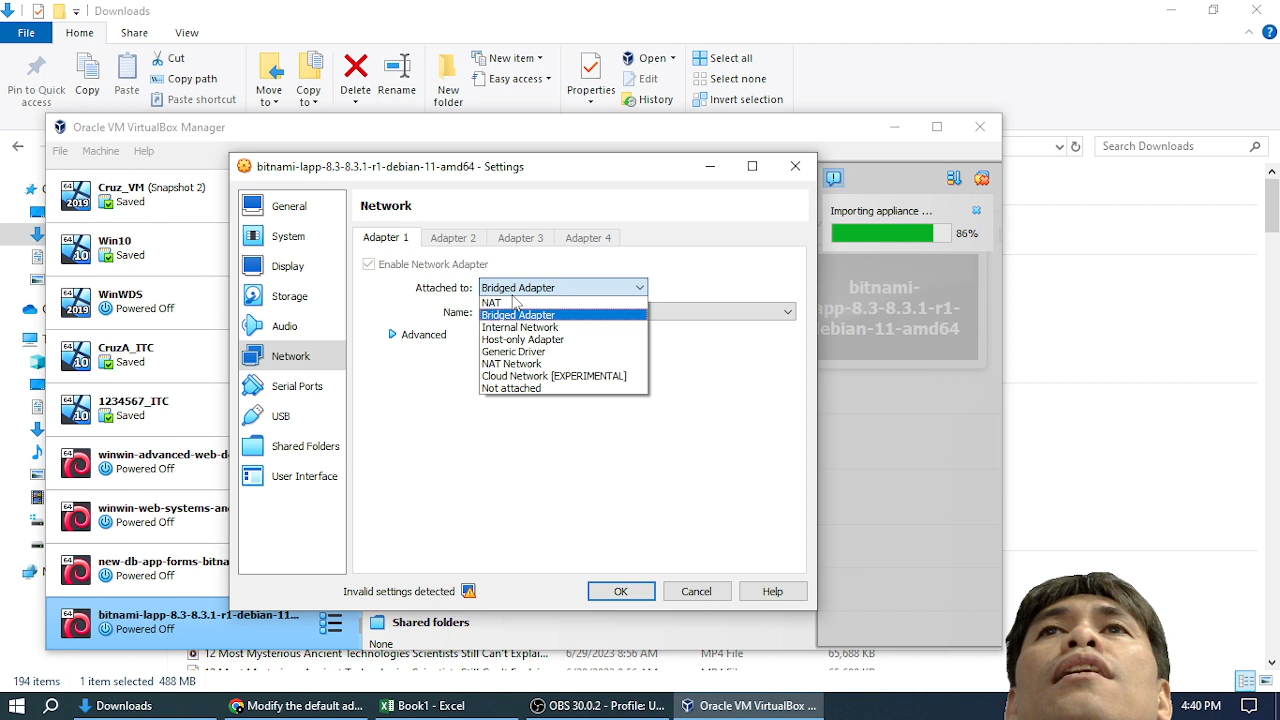 Downloads
File
Home
Share
View
Pin to Quick access
Copy
Paste
Cut
Copy path
Paste shortcut
Move to
Copy to
Delete
Rename
New folder
New item
Easy access
Properties
Open
Edit
History
Select all
Select none
Invert selection
Search Downloads
Oracle VM VirtualBox Manager
File
Machine
Help
Cruz_VM (Snapshot 2)
Saved
Win10
Saved
WinWDS
Saved
CruzA_ITC
Saved
1234567_ITC
Saved
winwin-advanced-web-d
Powered Off
winwin-web-systems-an
Powered Off
new-db-app-forms-bitna
Powered Off
bitnami-lapp-8.3-8.3.1-r1-debian-11...
Powered Off
bitnami-lapp-8.3-8.3.1-r1-debian-11-amd64 - Settings
General
System
Display
Storage
Audio
Network
Serial Ports
USB
Shared Folders
User Interface
Network
Adapter 1
Adapter 2
Adapter 3
Adapter 4
Enable Network Adapter
Attached to: Bridged Adapter
Name:
Advanced
NAT
Bridged Adapter
Internal Network
Host-only Adapter
Generic Driver
NAT Network
Cloud Network [EXPERIMENTAL]
Not attached
Invalid settings detected
OK
Cancel
Help
Importing appliance ...
86%
bitnami-
app-8.3-8.3.1-r1-
ebian-11-amd64
Shared folders
None
12 Most Mysterious Ancient Technologies Scientists Still Can't Explai...
6/29/2023 8:56 AM
MP4 File
65,688 KB
194 items
1 item selected 488 MB
Downloads
Modify the default ad...
Book1 - Excel
OBS 30.0.2 - Profile: U...
Oracle VM VirtualBox ...
4:40 PM